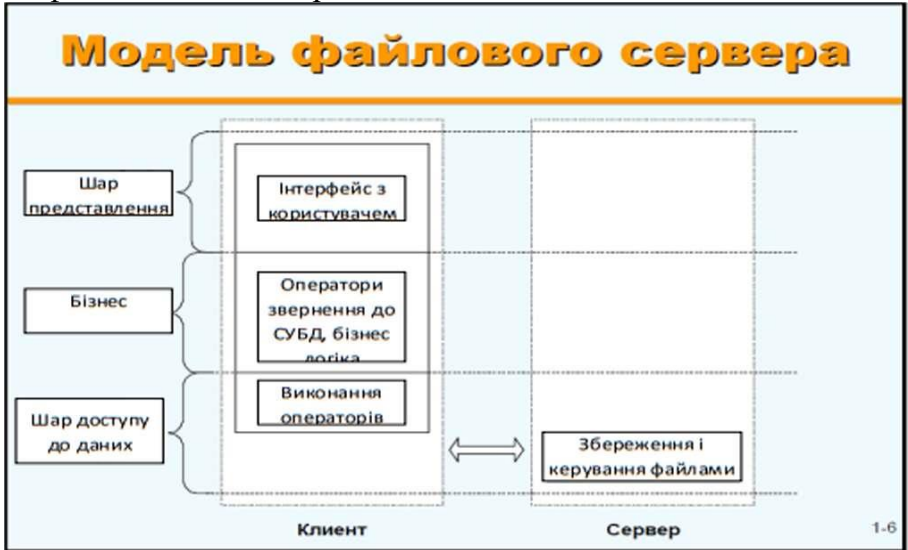 Модель файлового сервера
Шар
представлення
Інтерфейс з
користувачем
Бізнес
Оператори
звернення до
СУБД, бізнес
логіка
Шар доступу
до даних
Виконання
операторів
Збереження і
керування файлами
Клиент
Сервер
1-6